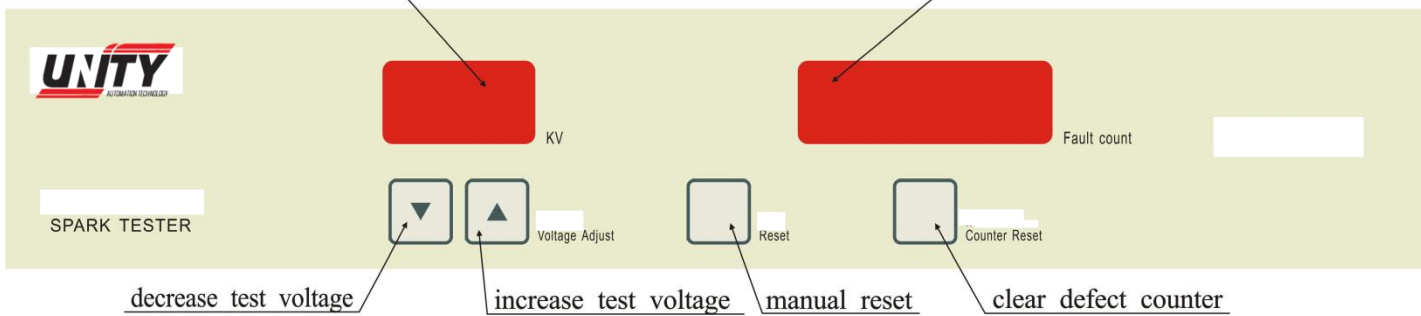 UNITY
AUTOMATION TECHNOLOGY
KV
Fault count
SPARK TESTER
Voltage Adjust
Reset
Counter Reset
decrease test voltage
increase test voltage
manual reset
clear defect counter